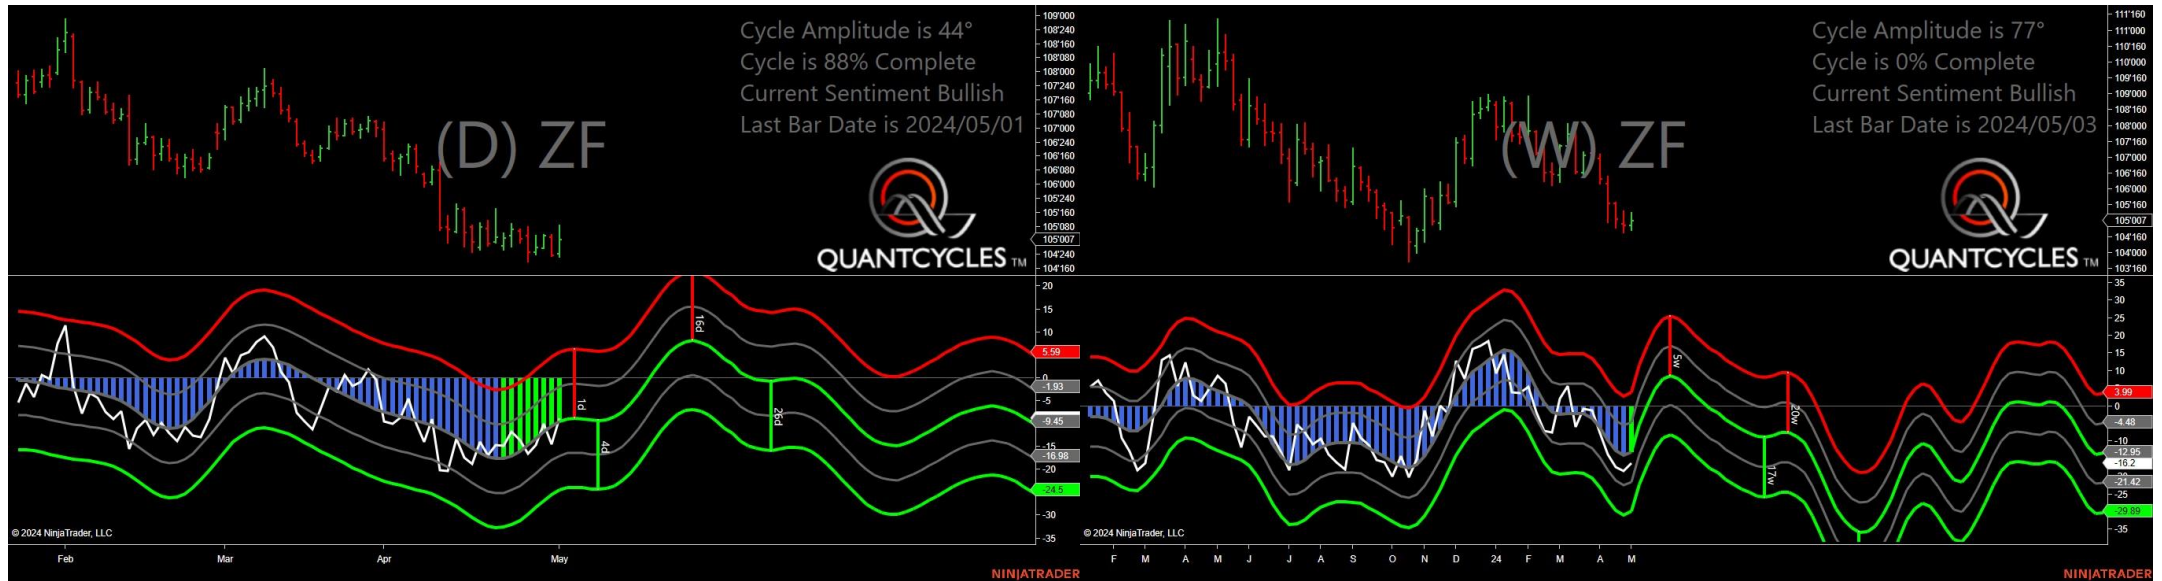 Cycle Amplitude is 44°
Cycle is 88% Complete
Current Sentiment Bullish
Last Bar Date is 2024/05/01
(D) ZF
QUANTCYCLES TM
109'000
108'240
108'160
108'080
108'000
107'240
107'160
107'080
107'000
106'240
106'160
106'080
106'000
105'240
105'160
105'080
105'007
104'240
104'160
16d
1d
4d
26d
20
15
10
5.59
0
-1.93
-5
-9.45
-15
-16.98
-20
-24.5
-30
-35
© 2024 NinjaTrader, LLC
Feb Mar Apr May
NINJATRADER
Cycle Amplitude is 77°
Cycle is 0% Complete
Current Sentiment Bullish
Last Bar Date is 2024/05/03
(W) ZF
QUANTCYCLES TM
111'160
111'000
110'160
110'000
109'160
109'000
108'160
108'000
107'160
107'000
106'160
106'000
105'160
105'007
104'160
104'000
103'160
5w
20w
17w
35
30
25
20
15
10
3.99
0
-4.48
-10
-12.95
-16.2
-21.42
-25
-29.89
-35
© 2024 NinjaTrader, LLC
F M A M J J A S O N D 24 F M A M
NINJATRADER